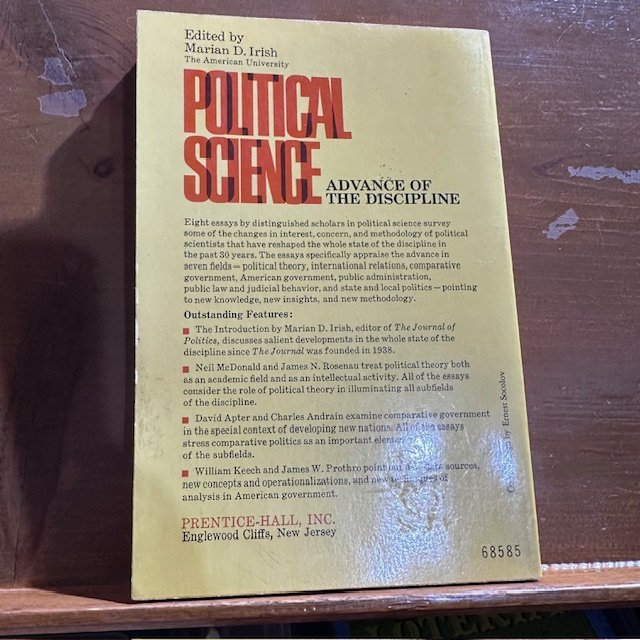 Edited by
Marian D. Irish
The American University
POLITICAL
SCIENCE
ADVANCE OF
THE DISCIPLINE
Eight essays by distinguished scholars in political science survey
some of the changes in interest, concern, and methodology of political
scientists that have reshaped the whole state of the discipline in
the past 30 years. The essays specifically appraise the advance in
seven fields—political theory, international relations, comparative
government, American government, public administration,
public law and judicial behavior, and state and local politics—pointing
to new knowledge, new insights, and new methodology.
Outstanding Features:
■ The Introduction by Marian D. Irish, editor of The Journal of
Politics, discusses salient developments in the whole state of the
discipline since The Journal was founded in 1938.
■ Neil McDonald and James N. Rosenau treat political theory both
as an academic field and as an intellectual activity. All of the essays
consider the role of political theory in illuminating all subfields
of the discipline.
■ David Apter and Charles Andrain examine comparative government
in the special context of developing new nations. All of the essays
stress comparative politics as an important
of the subfields.
■ William Keech and James W. Prothro point sources,
new concepts and operationalizations, and new techniques of
analysis in American government.
PRENTICE-HALL, INC.
Englewood Cliffs, New Jersey
68585
by Ernest Socolov